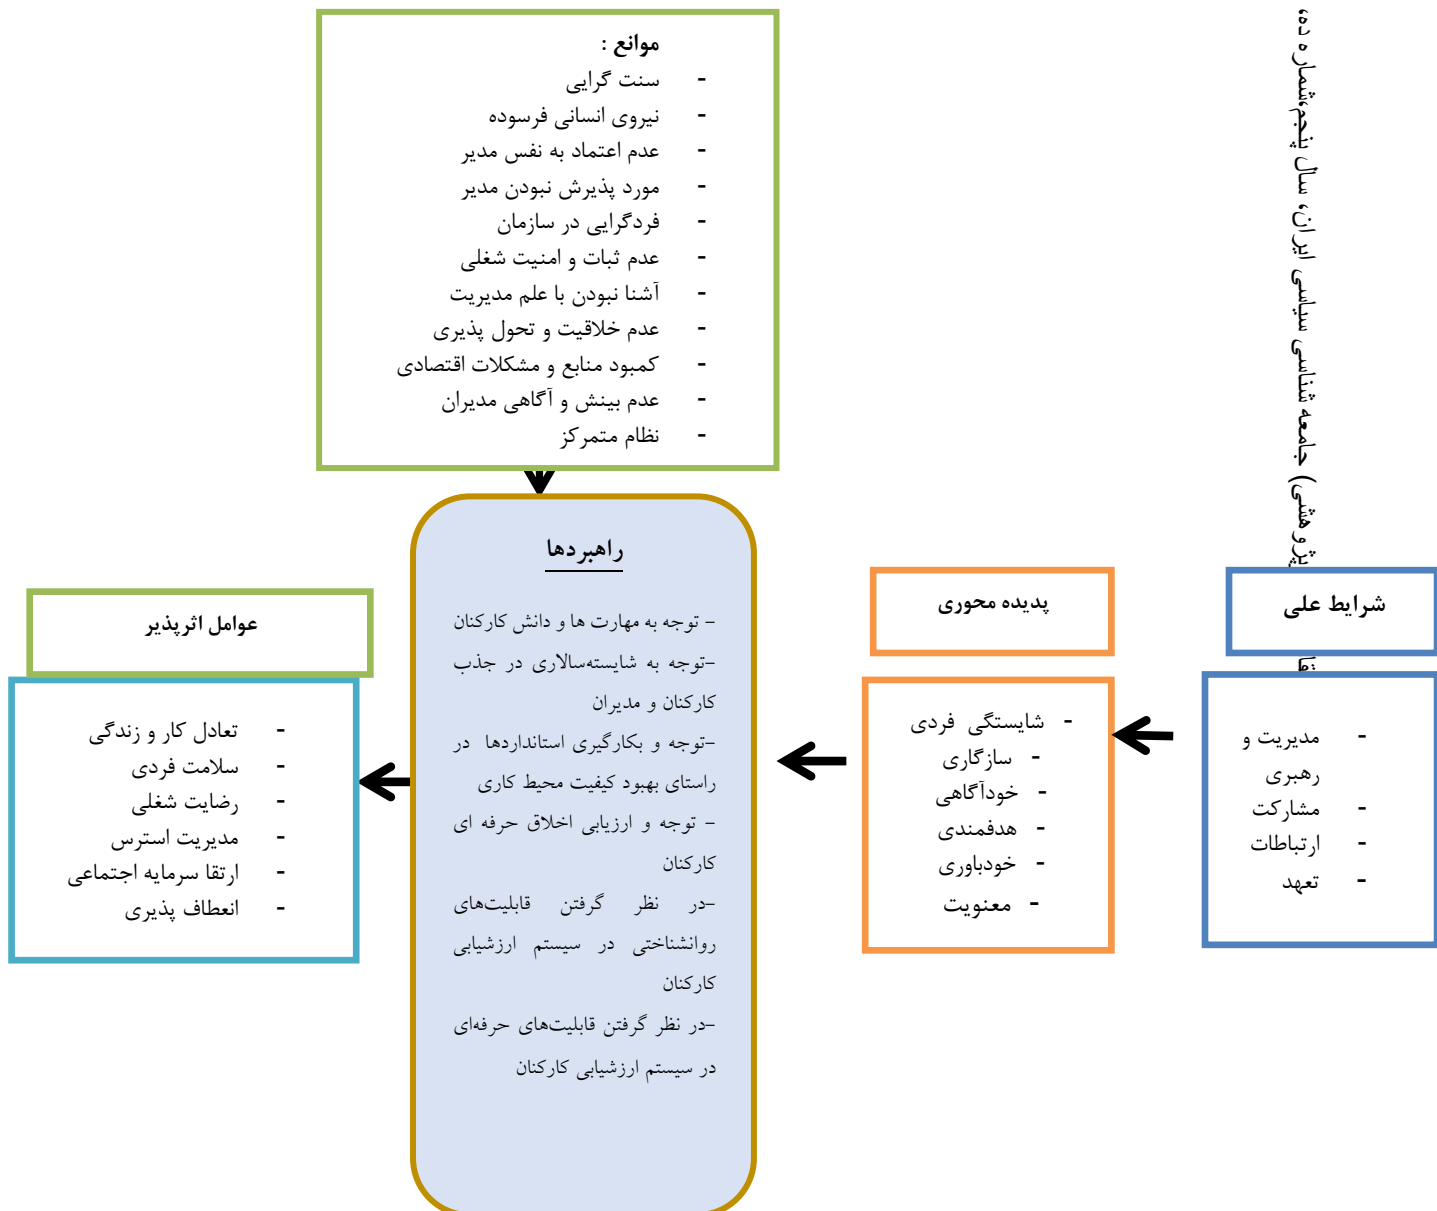 موانع :
- سنت گرایی
- نیروی انسانی فرسوده
- عدم اعتماد به نفس مدیر
- مورد پذیرش نبودن مدیر
- فردگرایی در سازمان
- عدم ثبات و امنیت شغلی
- آشنا نبودن با علم مدیریت
- عدم خلاقیت و تحول پذیری
- کمبود منابع و مشکلات اقتصادی
- عدم بینش و آگاهی مدیران
- نظام متمرکز
پژوهشی) جامعه شناسی سیاسی ایران، سال پنجم،شماره ده،
شرایط علی
- مدیریت و
رهبری
- مشارکت
- ارتباطات
- تعهد
پدیده محوری
- شایستگی فردی
- سازگاری
- خودآگاهی
- هدفمندی
- خودباوری
- معنویت
راهبردها
- توجه به مهارت ها و دانش کارکنان
-توجه به شایسته‌سالاری در جذب
کارکنان و مدیران
-توجه و بکارگیری استانداردها در
راستای بهبود کیفیت محیط کاری
- توجه و ارزیابی اخلاق حرفه ای
کارکنان
-در نظر گرفتن قابلیت‌های
روانشناختی در سیستم ارزشیابی
کارکنان
-در نظر گرفتن قابلیت‌های حرفه‌ای
در سیستم ارزشیابی کارکنان
عوامل اثرپذیر
- تعادل کار و زندگی
- سلامت فردی
- رضایت شغلی
- مدیریت استرس
- ارتقا سرمایه اجتماعی
- انعطاف پذیری